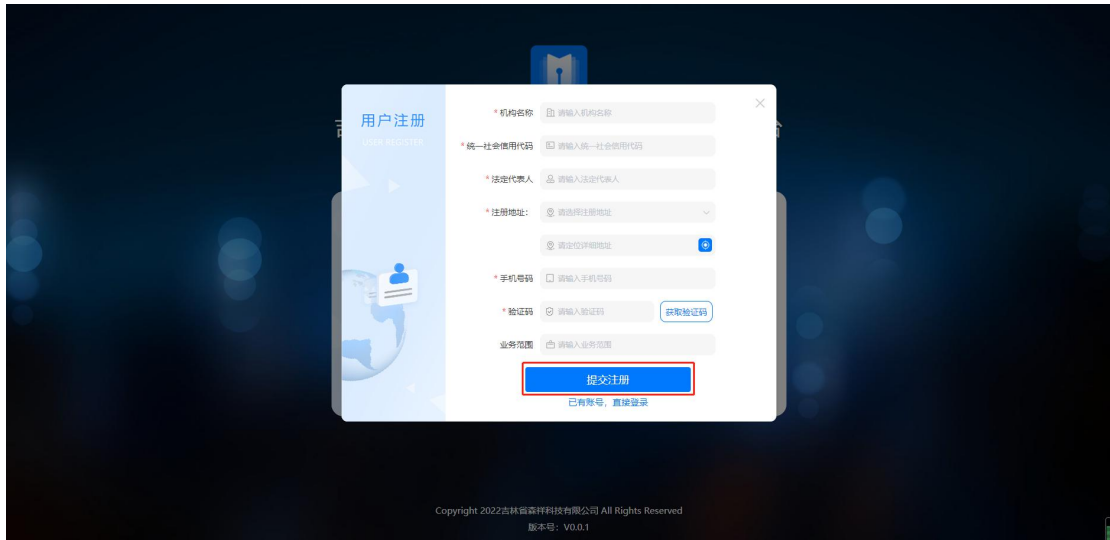 吉
台
用户注册
USER REGISTER
* 机构名称 请输入机构名称
* 统一社会信用代码 请输入统一社会信用代码
* 法定代表人 请输入法定代表人
* 注册地址: 请选择注册地址
请定位详细地址
* 手机号码 请输入手机号码
* 验证码 请输入验证码 获取验证码
业务范围 请输入业务范围
提交注册
已有账号，直接登录
Copyright 2022吉林省森祥科技有限公司 All Rights Reserved
版本号：V0.0.1